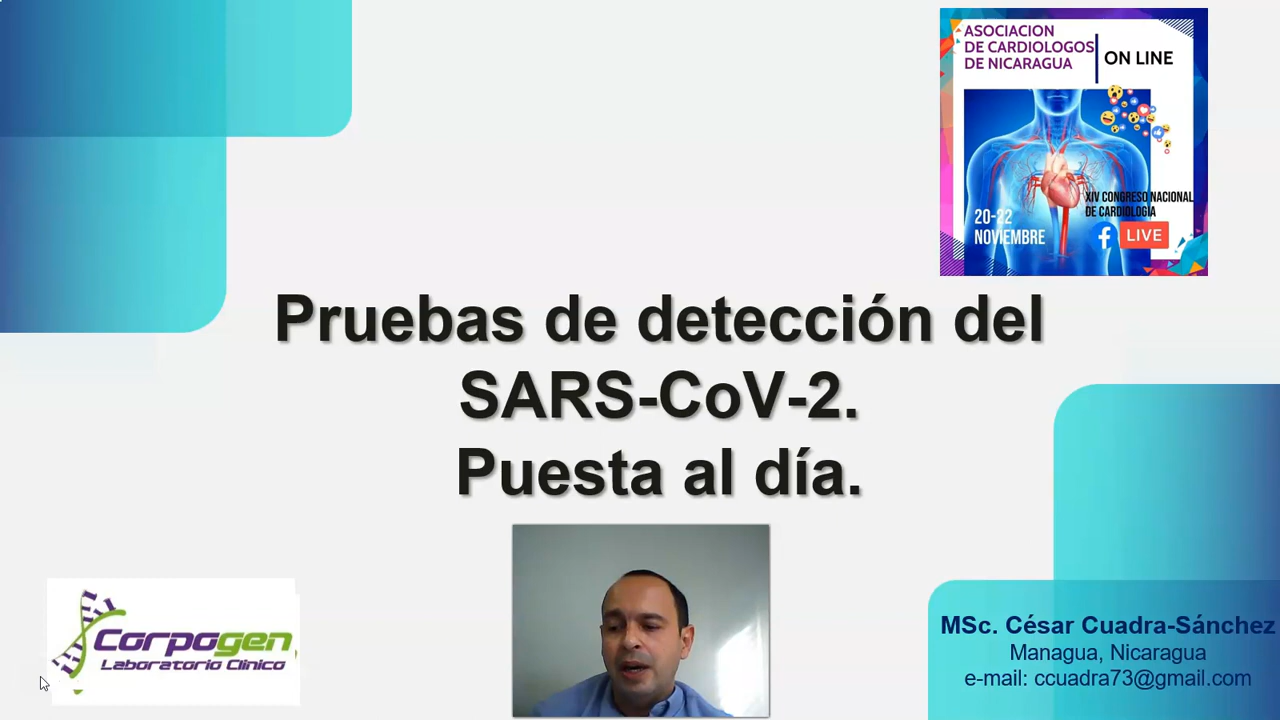 ASOCIACION
DE CARDIOLOGOS
DE NICARAGUA
ON LINE
XIV CONGRESO NACIONAL
DE CARDIOLOGIA
20-22
NOVIEMBRE
f LIVE
Pruebas de detección del
SARS-CoV-2.
Puesta al día.
Corpogen
Laboratorio Clínico
MSc. César Cuadra-Sánchez
Managua, Nicaragua
e-mail: ccuadra73@gmail.com